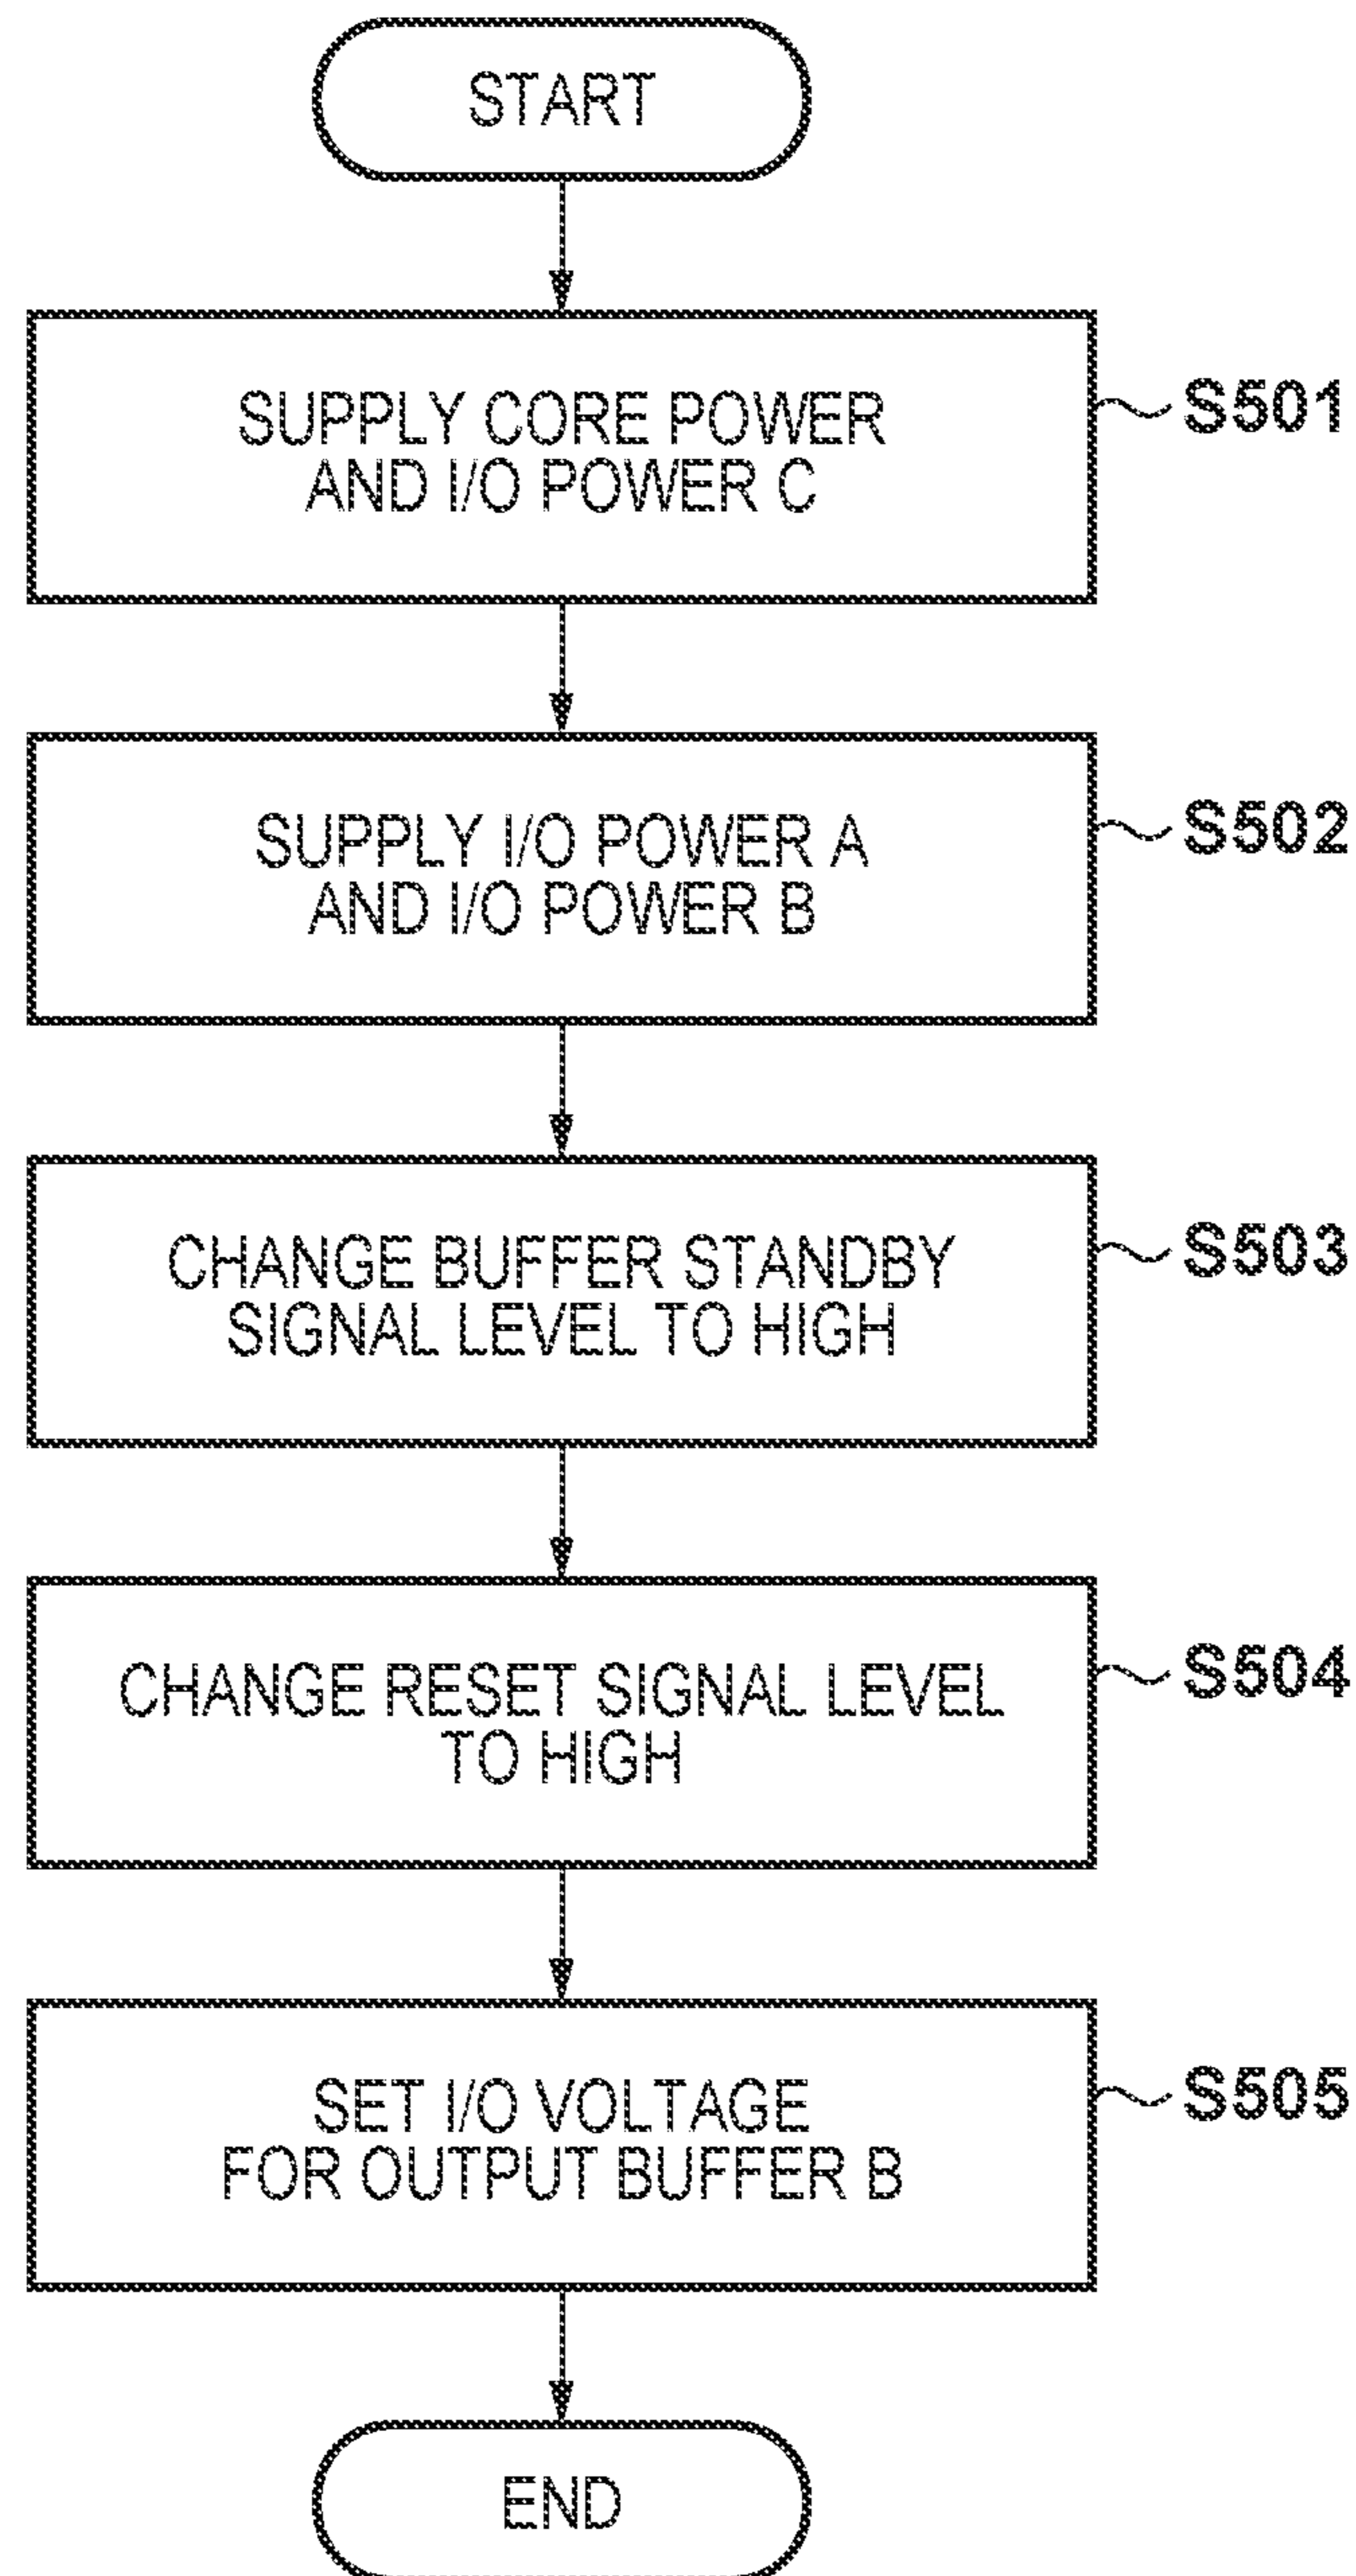 START
SUPPLY CORE POWER
AND I/O POWER C
S501
SUPPLY I/O POWER A
AND I/O POWER B
S502
CHANGE BUFFER STANDBY
SIGNAL LEVEL TO HIGH
S503
CHANGE RESET SIGNAL LEVEL
TO HIGH
S504
SET I/O VOLTAGE
FOR OUTPUT BUFFER B
S505
END